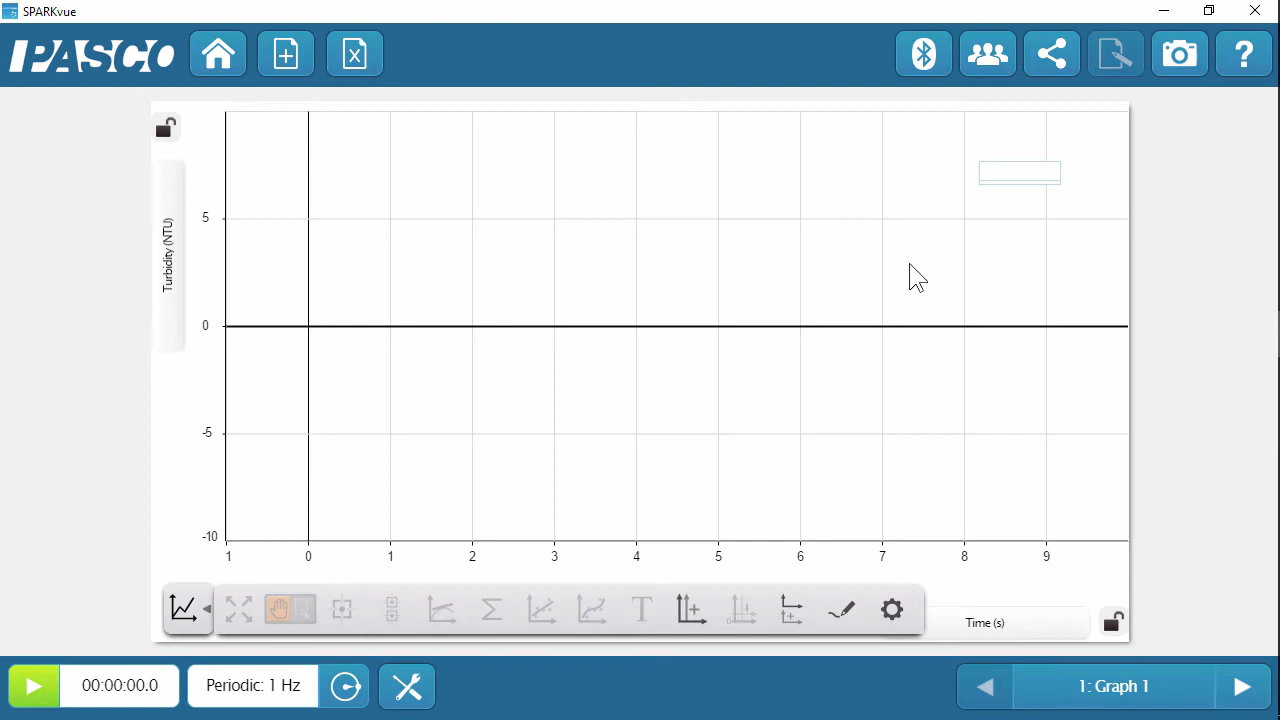 SPARKvue
PASCO
Turbidity (NTU)
5
0
-5
-10
1 0 1 2 3 4 5 6 7 8 9
Time (s)
00:00:00.0
Periodic: 1 Hz
1: Graph 1